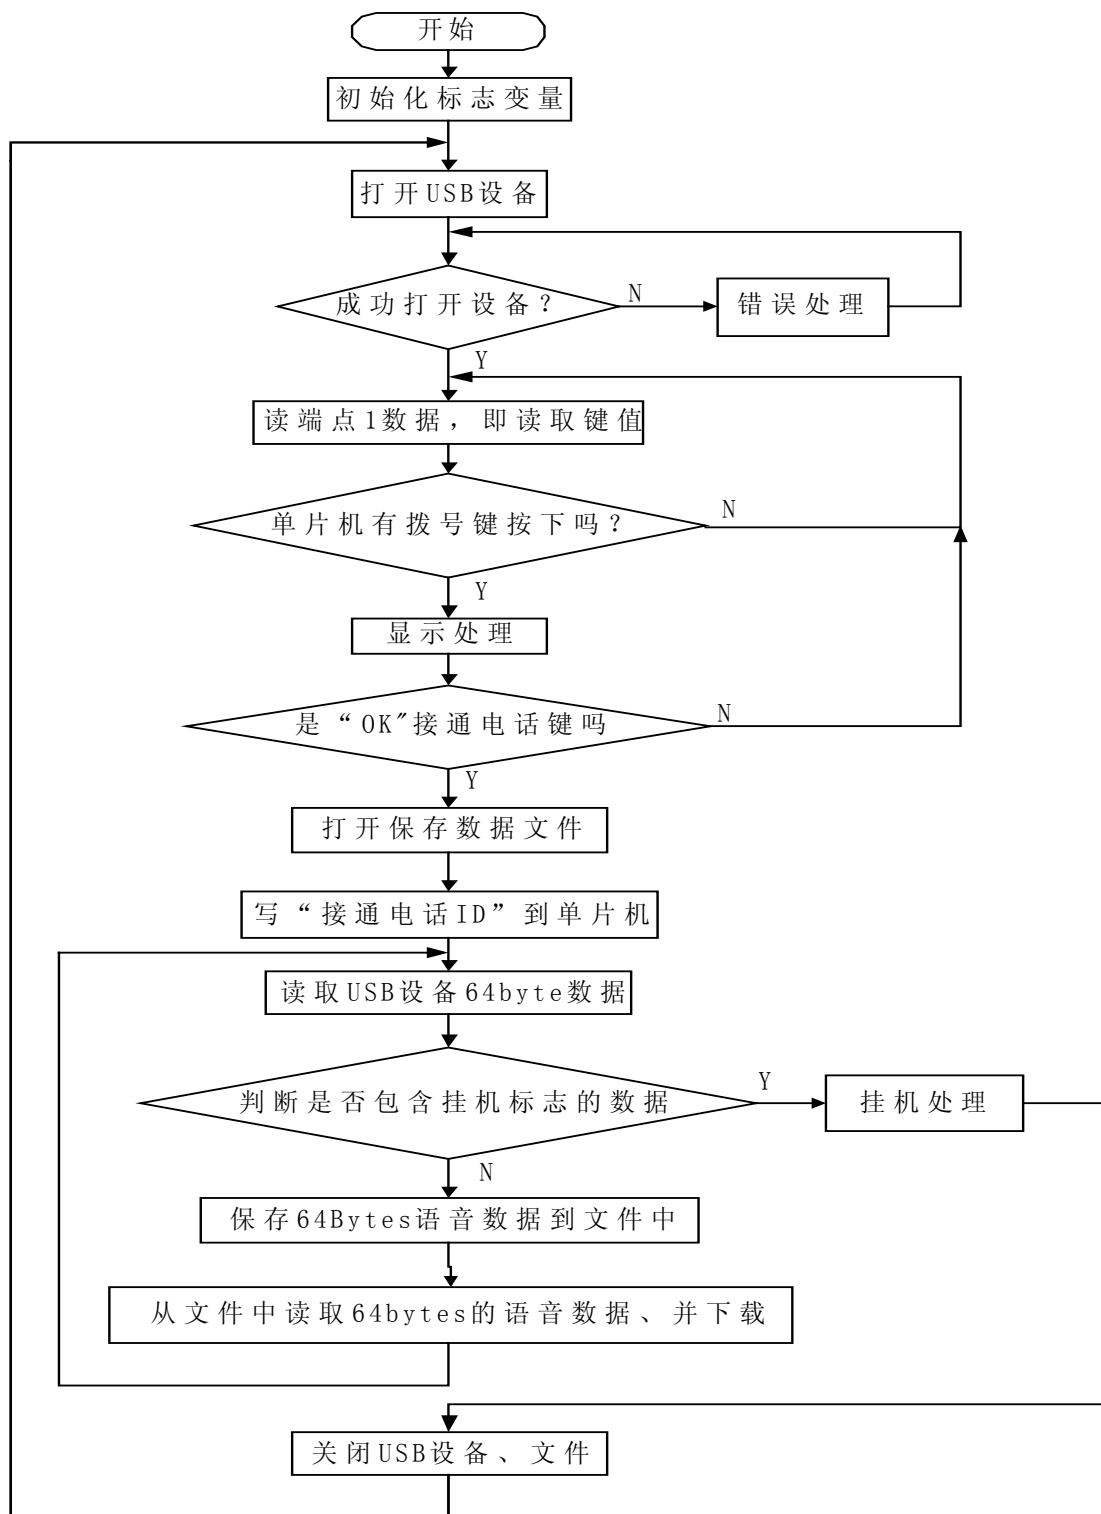 开始
初始化标志变量
打开USB设备
成功打开设备？
N
错误处理
Y
读端点1数据，即读取键值
单片机有拨号键按下吗？
N
Y
显示处理
是“OK"接通电话键吗
N
Y
打开保存数据文件
写“接通电话ID”到单片机
读取USB设备64byte数据
判断是否包含挂机标志的数据
Y
挂机处理
N
保存64Bytes语音数据到文件中
从文件中读取64bytes的语音数据、并下载
关闭USB设备、文件